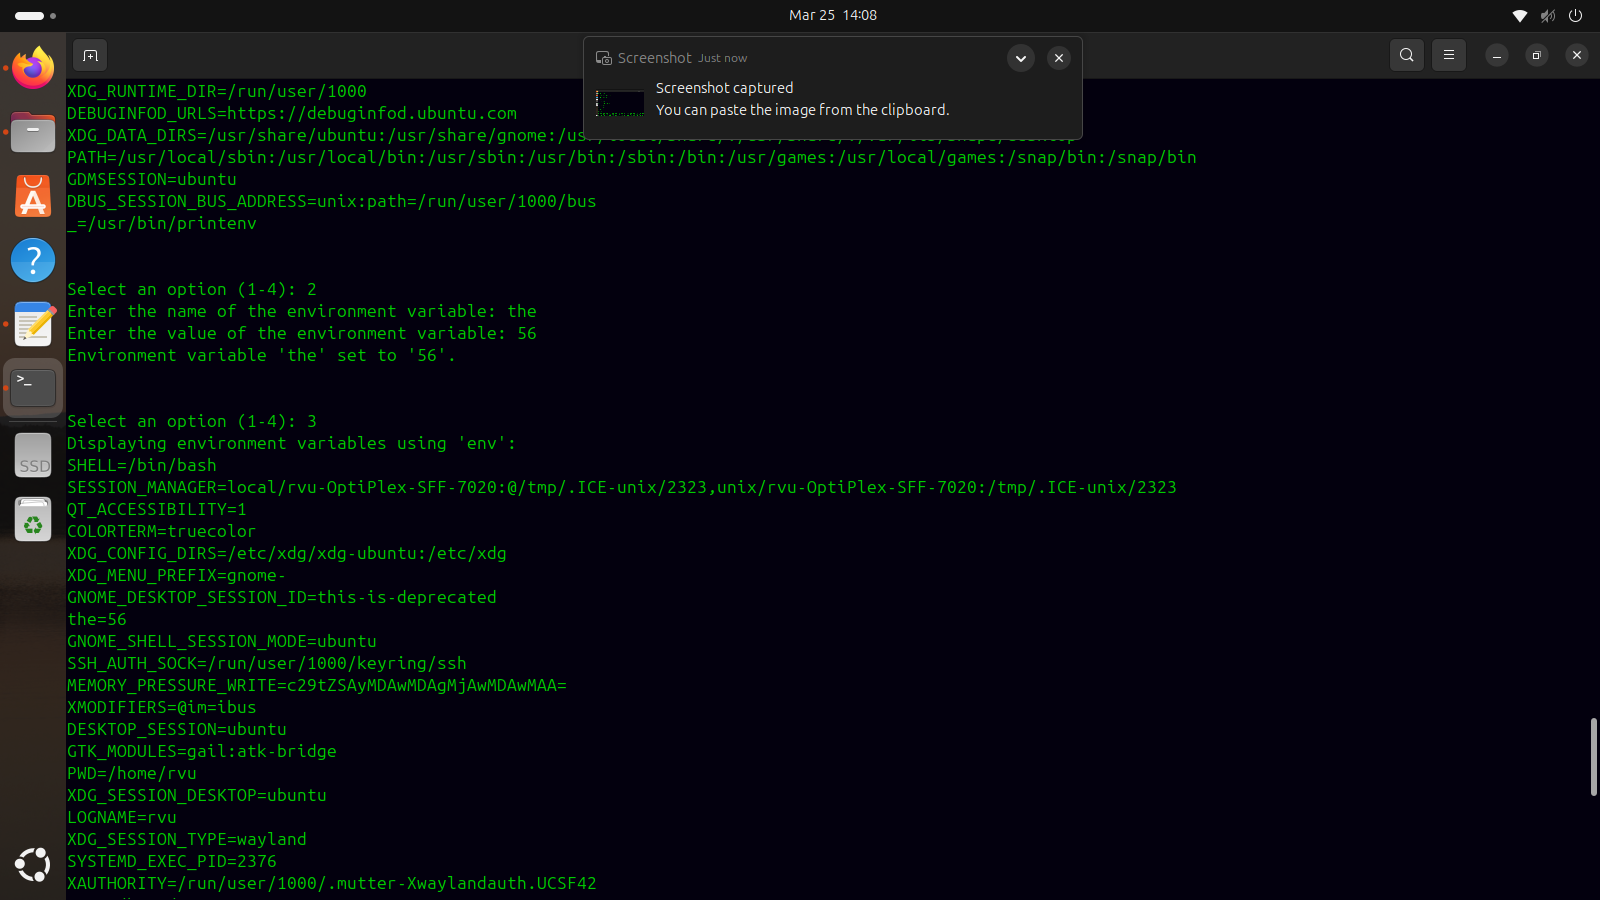 Mar 25 14:08
Screenshot Just now
Screenshot captured
You can paste the image from the clipboard.
XDG_RUNTIME_DIR=/run/user/1000
DEBUGINFOD_URLS=https://debuginfod.ubuntu.com
XDG_DATA_DIRS=/usr/share/ubuntu:/usr/share/gnome:/us
PATH=/usr/local/sbin:/usr/local/bin:/usr/sbin:/usr/bin:/sbin:/bin:/usr/games:/usr/local/games:/snap/bin:/snap/bin
GDMSESSION=ubuntu
DBUS_SESSION_BUS_ADDRESS=unix:path=/run/user/1000/bus
_=/usr/bin/printenv
Select an option (1-4): 2
Enter the name of the environment variable: the
Enter the value of the environment variable: 56
Environment variable 'the' set to '56'.
Select an option (1-4): 3
Displaying environment variables using 'env':
SHELL=/bin/bash
SESSION_MANAGER=local/rvu-OptiPlex-SFF-7020:@/tmp/.ICE-unix/2323,unix/rvu-OptiPlex-SFF-7020:/tmp/.ICE-unix/2323
QT_ACCESSIBILITY=1
COLORTERM=truecolor
XDG_CONFIG_DIRS=/etc/xdg/xdg-ubuntu:/etc/xdg
XDG_MENU_PREFIX=gnome-
GNOME_DESKTOP_SESSION_ID=this-is-deprecated
the=56
GNOME_SHELL_SESSION_MODE=ubuntu
SSH_AUTH_SOCK=/run/user/1000/keyring/ssh
MEMORY_PRESSURE_WRITE=c29tZSAyMDAwMDAgMjAwMDAwMAA=
XMODIFIERS=@im=ibus
DESKTOP_SESSION=ubuntu
GTK_MODULES=gail:atk-bridge
PWD=/home/rvu
XDG_SESSION_DESKTOP=ubuntu
LOGNAME=rvu
XDG_SESSION_TYPE=wayland
SYSTEMD_EXEC_PID=2376
XAUTHORITY=/run/user/1000/.mutter-Xwaylandauth.UCSF42
SSD